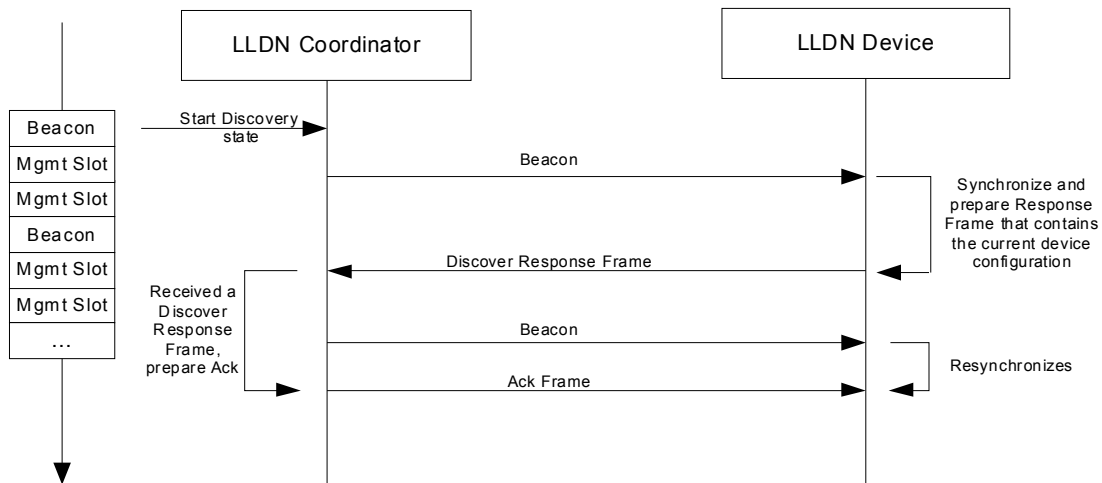 LLDN Coordinator
LLDN Device
Beacon
Mgmt Slot
Mgmt Slot
Beacon
Mgmt Slot
Mgmt Slot
...
Start Discovery
state
Beacon
Synchronize and
prepare Response
Frame that contains
the current device
configuration
Discover Response Frame
Received a
Discover
Response
Frame,
prepare Ack
Beacon
Resynchronizes
Ack Frame